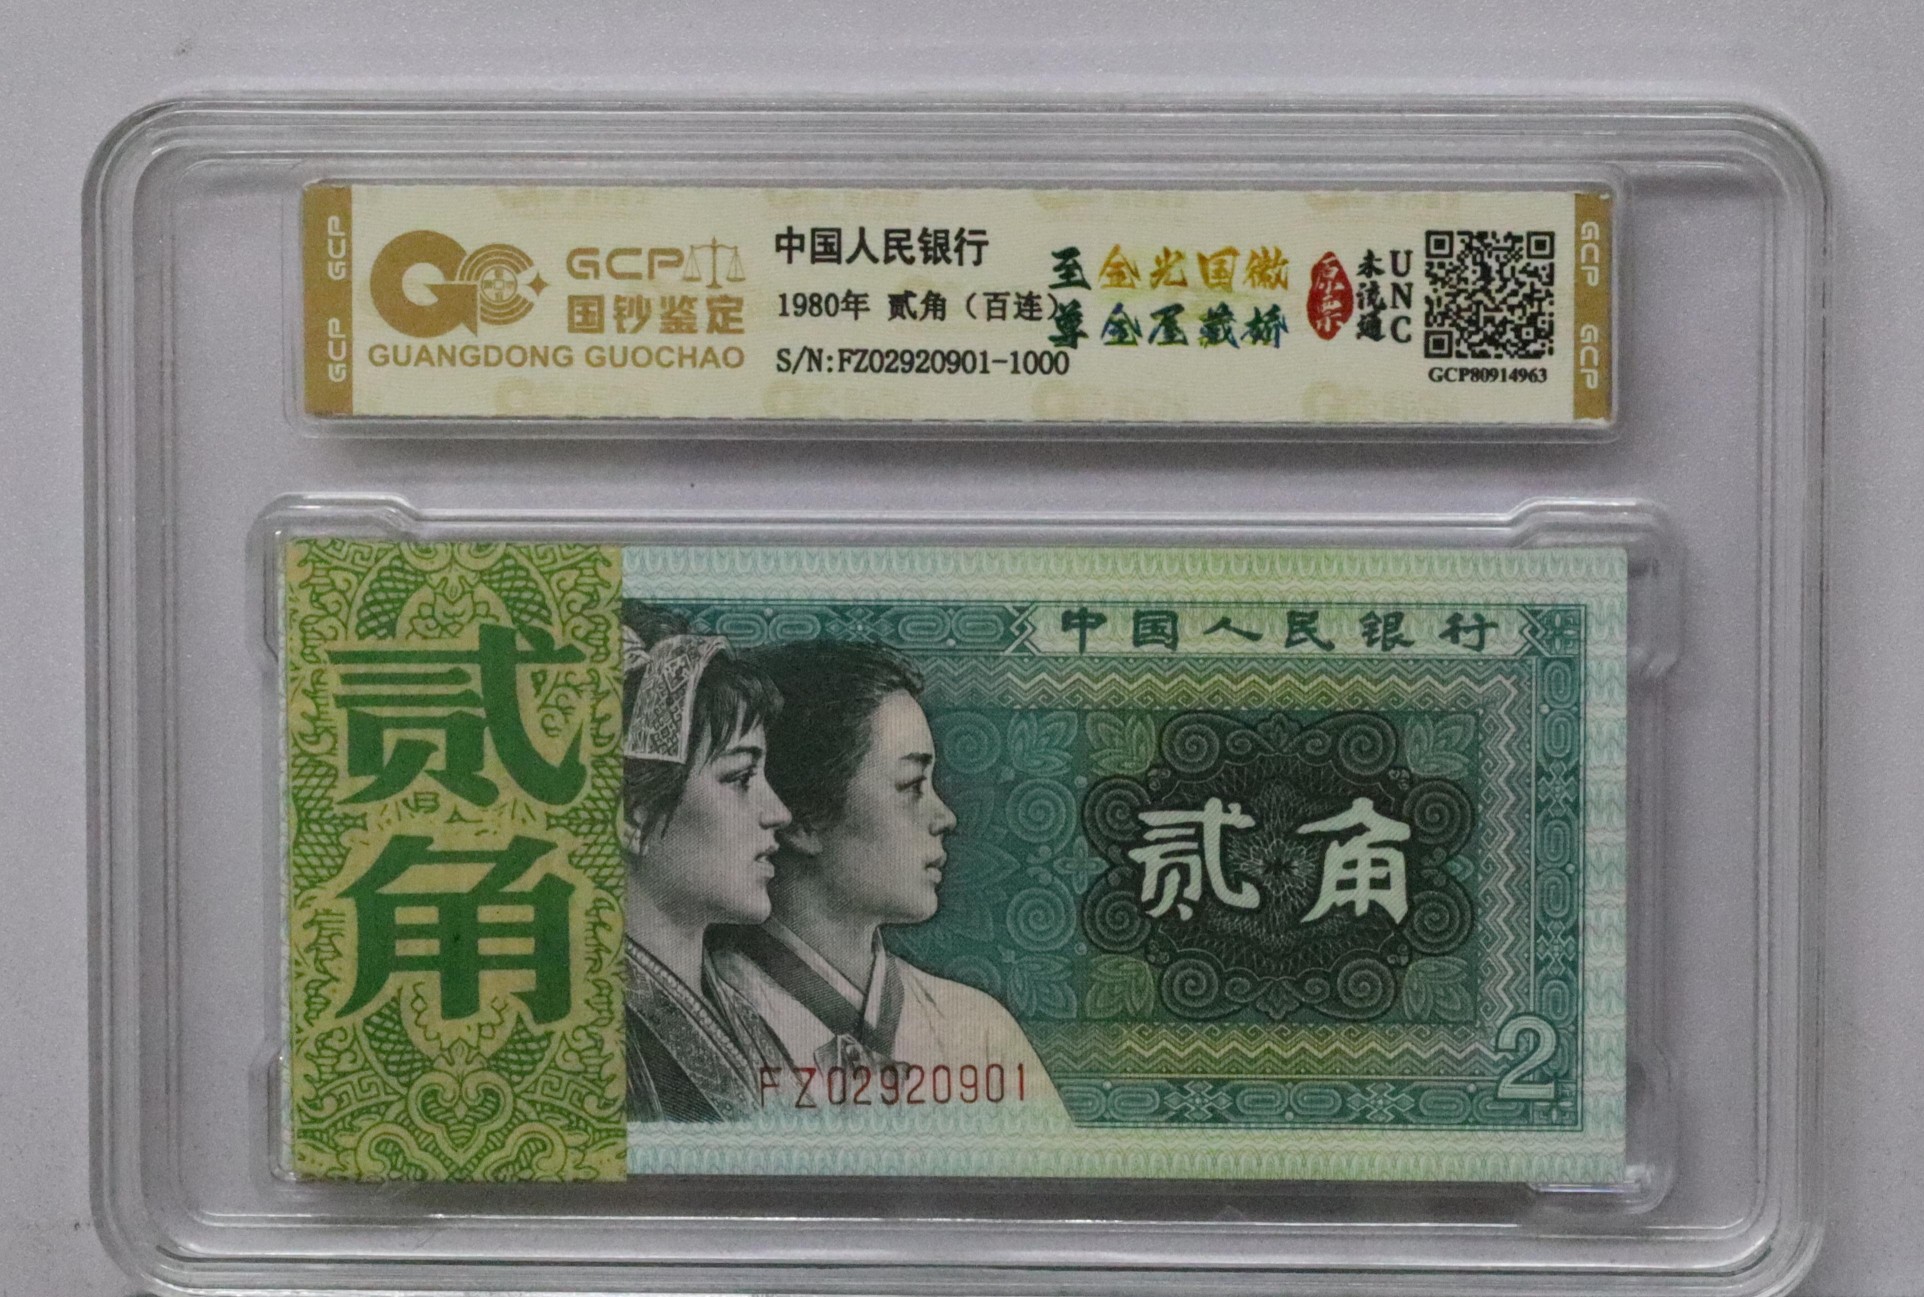 GCP
GCP
GCP
国钞鉴定
GUANGDONG GUOCHAO
中国人民银行
1980年 贰角（百连）
S/N:FZ02920901-1000
至尊
金光国徽
金屋藏娇
原票
未流通
UNC
GCP80914963
GCP
GCP
贰角
中国人民银行
贰角
FZ02920901
2